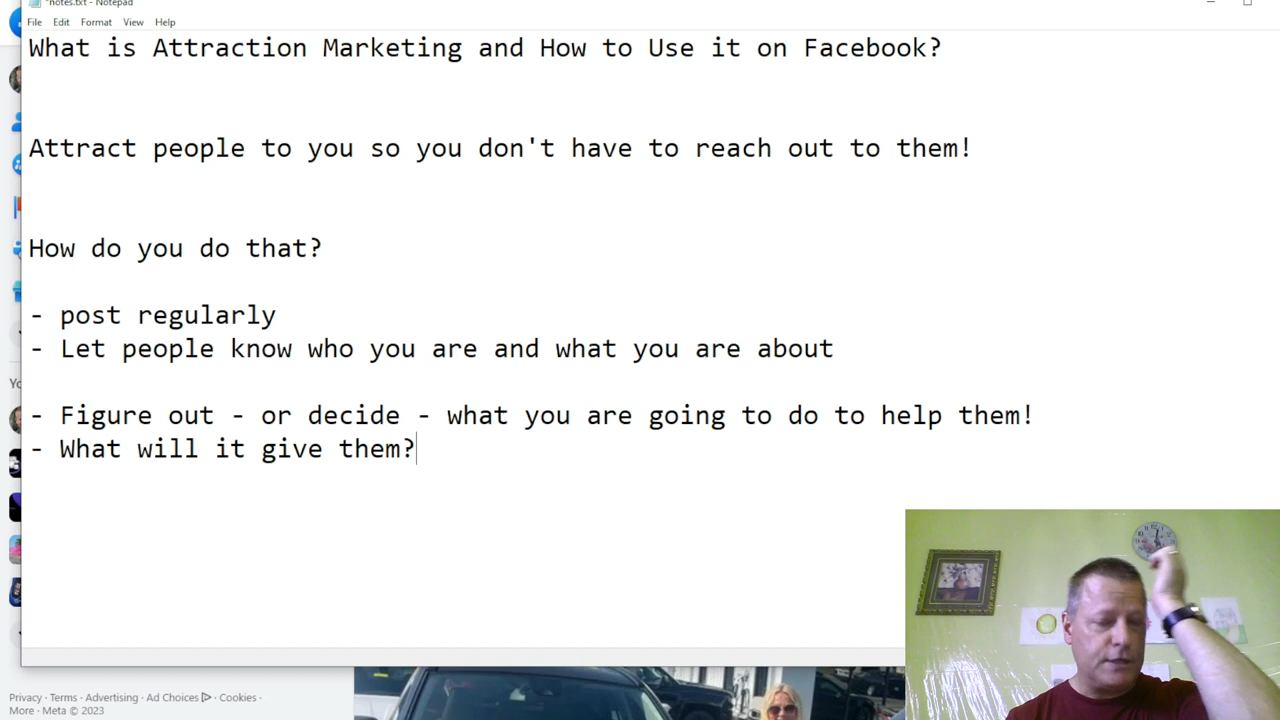 *notes.txt - Notepad
File Edit Format View Help
What is Attraction Marketing and How to Use it on Facebook?
Attract people to you so you don't have to reach out to them!
How do you do that?
- post regularly
- Let people know who you are and what you are about
- Figure out - or decide - what you are going to do to help them!
- What will it give them?
Yo
Privacy · Terms · Advertising · Ad Choices · Cookies ·
More · Meta © 2023